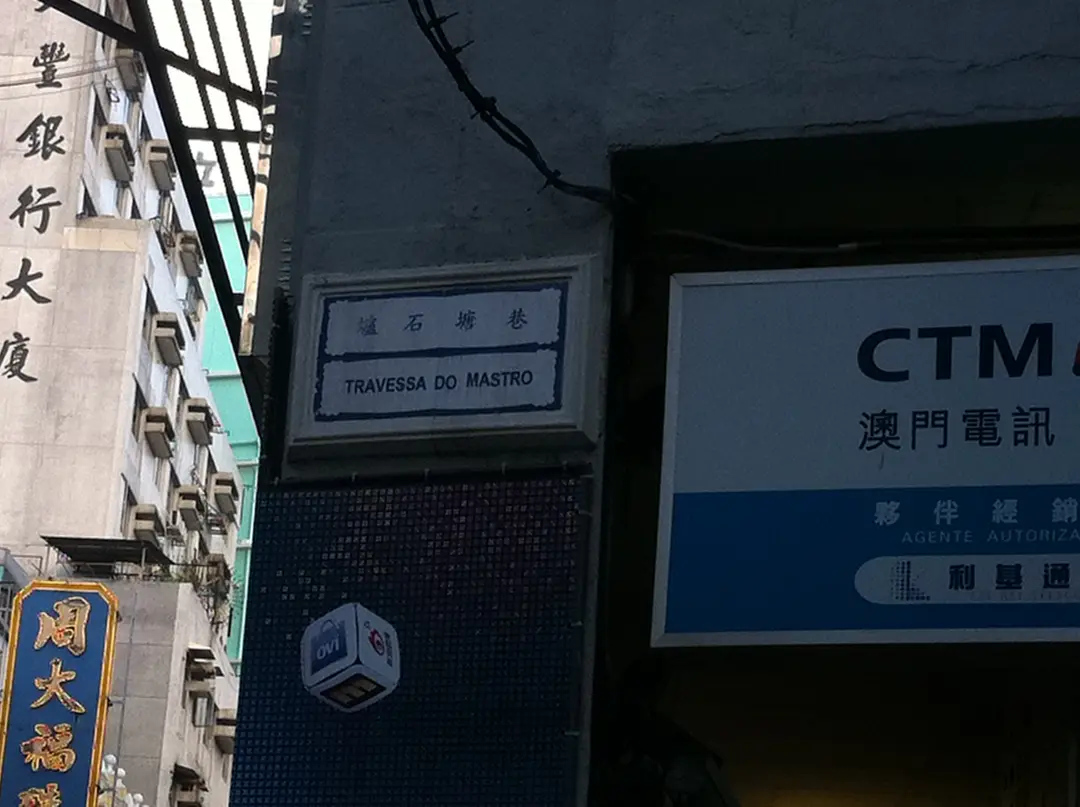 豐銀行大廈
爐石塘巷
TRAVESSA DO MASTRO
CTM
澳門電訊
夥伴經銷
AGENTE AUTORIZA
利基通
ovi
周大福